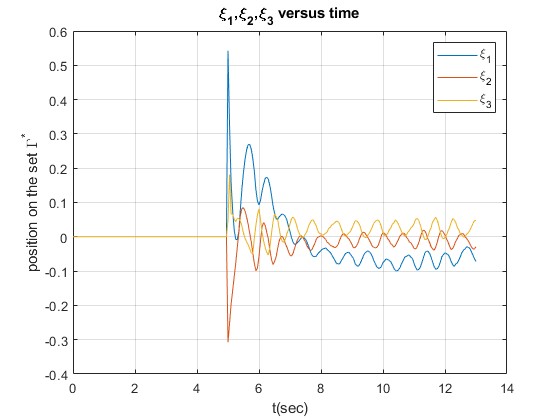 ξ1,ξ2,ξ3 versus time
0.6
0.5
0.4
0.3
0.2
0.1
0
-0.1
-0.2
-0.3
-0.4
position on the set Γ*
ξ1
ξ2
ξ3
0 2 4 6 8 10 12 14
t(sec)